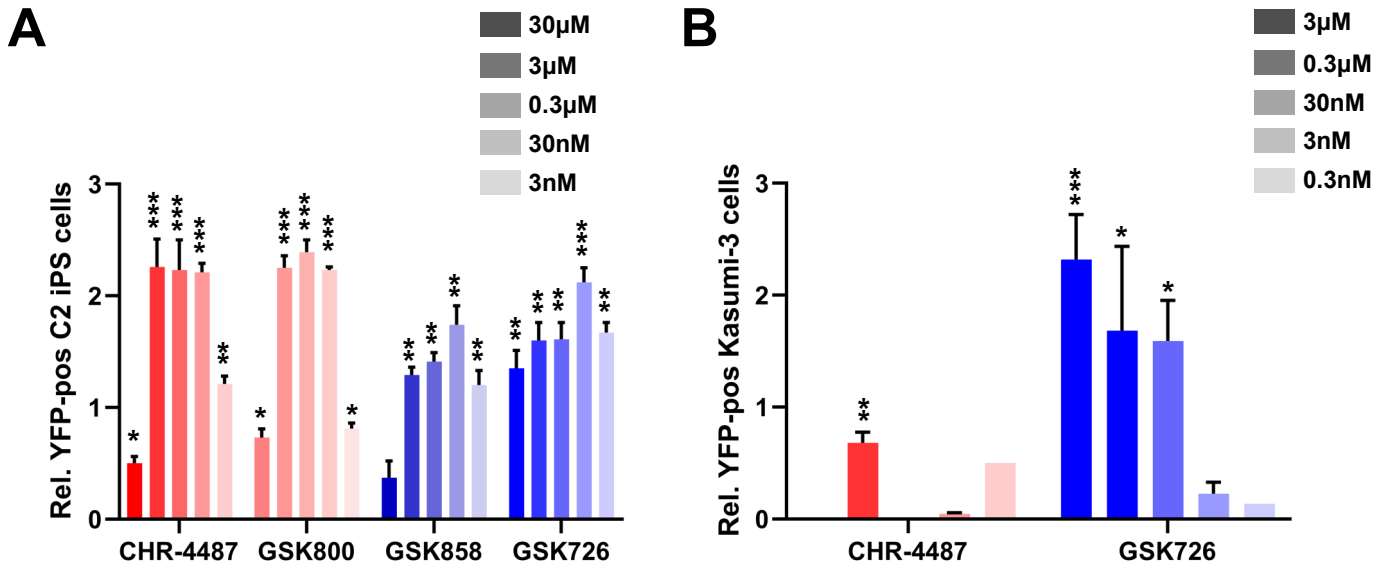 A
30µM
3µM
0.3µM
30nM
3nM
Rel. YFP-pos C2 iPS cells
3
2
1
0
* *** *** *** **
* *** *** *** *
** ** ** **
** ** ** *** **
CHR-4487 GSK800 GSK858 GSK726
B
3µM
0.3µM
30nM
3nM
0.3nM
Rel. YFP-pos Kasumi-3 cells
3
2
1
0
**
*** * *
CHR-4487 GSK726